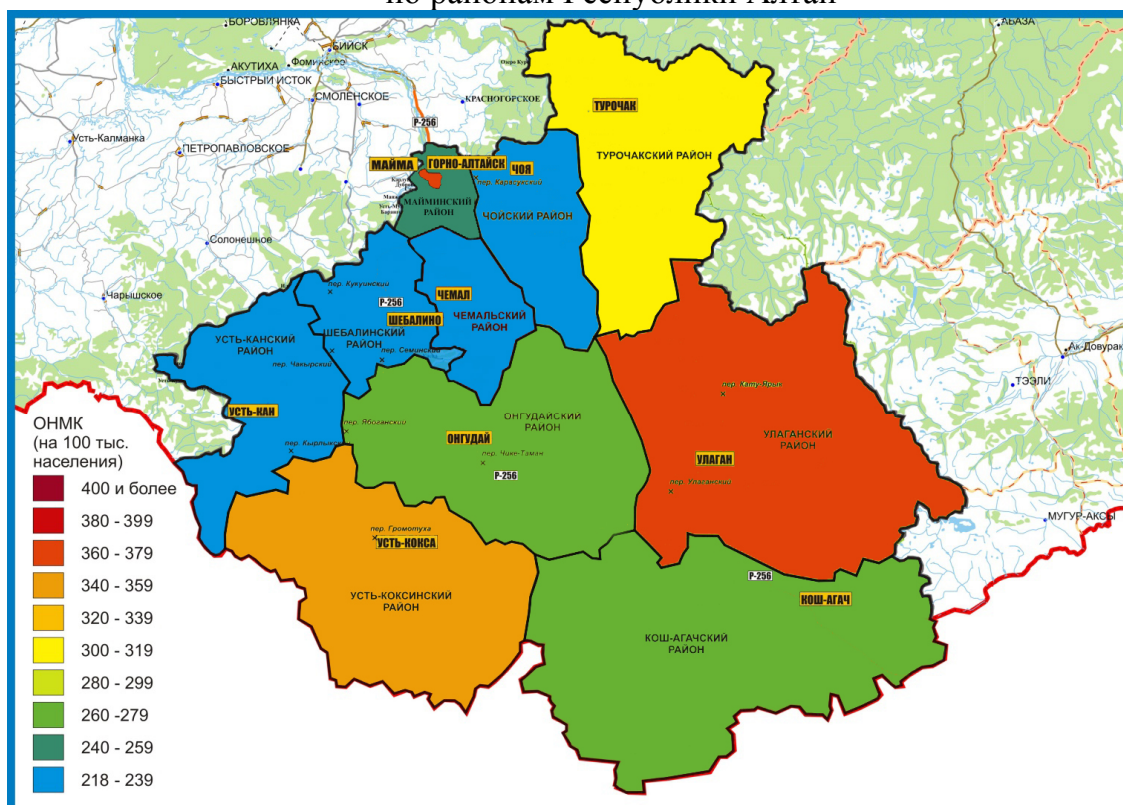 по районам Республики Алтай
БОРОВЛЯНКА
БИЙСК
Фоминское
АКУТИХА
БЫСТРЫЙ ИСТОК
СМОЛЕНСКОЕ
КРАСНОГОРСКОЕ
АБАЗА
ТУРОЧАК
Р-256
Усть-Калманка
ПЕТРОПАВЛОВСКОЕ
ТУРОЧАКСКИЙ РАЙОН
МАЙМА
ГОРНО-АЛТАЙСК
ЧОЯ
пер. Карасукский
МАЙМИНСКИЙ
РАЙОН
ЧОЙСКИЙ РАЙОН
Солонешное
Чарышское
пер. Кукуинский
Р-256
ЧЕМАЛ
ЧЕМАЛЬСКИЙ
РАЙОН
ШЕБАЛИНО
ШЕБАЛИНСКИЙ
РАЙОН
пер. Семинский
УСТЬ-КАНСКИЙ
РАЙОН
пер. Чакырский
Ак-Довурак
ТЭЭЛИ
пер. Кату-Ярык
УСТЬ-КАН
пер. Ябоганский
ОНГУДАЙСКИЙ
РАЙОН
ОНГУДАЙ
пер. Чике-Таман
Р-256
УЛАГАНСКИЙ
РАЙОН
УЛАГАН
пер. Улаганский
пер. Кырлыкск
МУГУР-АКСЫ
пер. Громотуха
УСТЬ-КОКСА
УСТЬ-КОКСИНСКИЙ
РАЙОН
Р-256
КОШ-АГАЧ
КОШ-АГАЧСКИЙ
РАЙОН
ОНМК
(на 100 тыс.
населения)
400 и более
380 - 399
360 - 379
340 - 359
320 - 339
300 - 319
280 - 299
260 -279
240 - 259
218 - 239